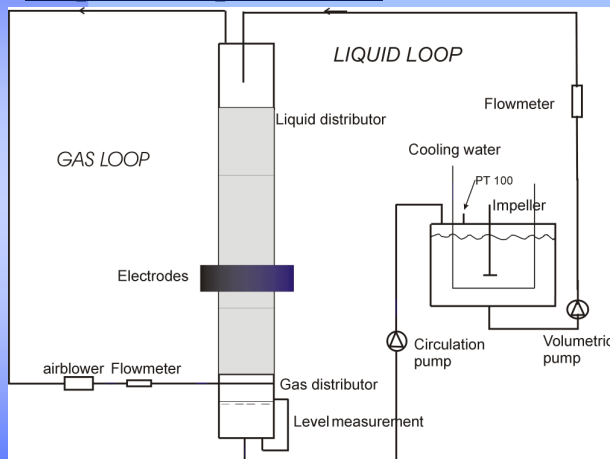 LIQUID LOOP
Liquid distributor
Flowmeter
GAS LOOP
Cooling water
PT 100
Impeller
Electrodes
Circulation
pump
Volumetric
pump
airblower Flowmeter
Gas distributor
Level measurement